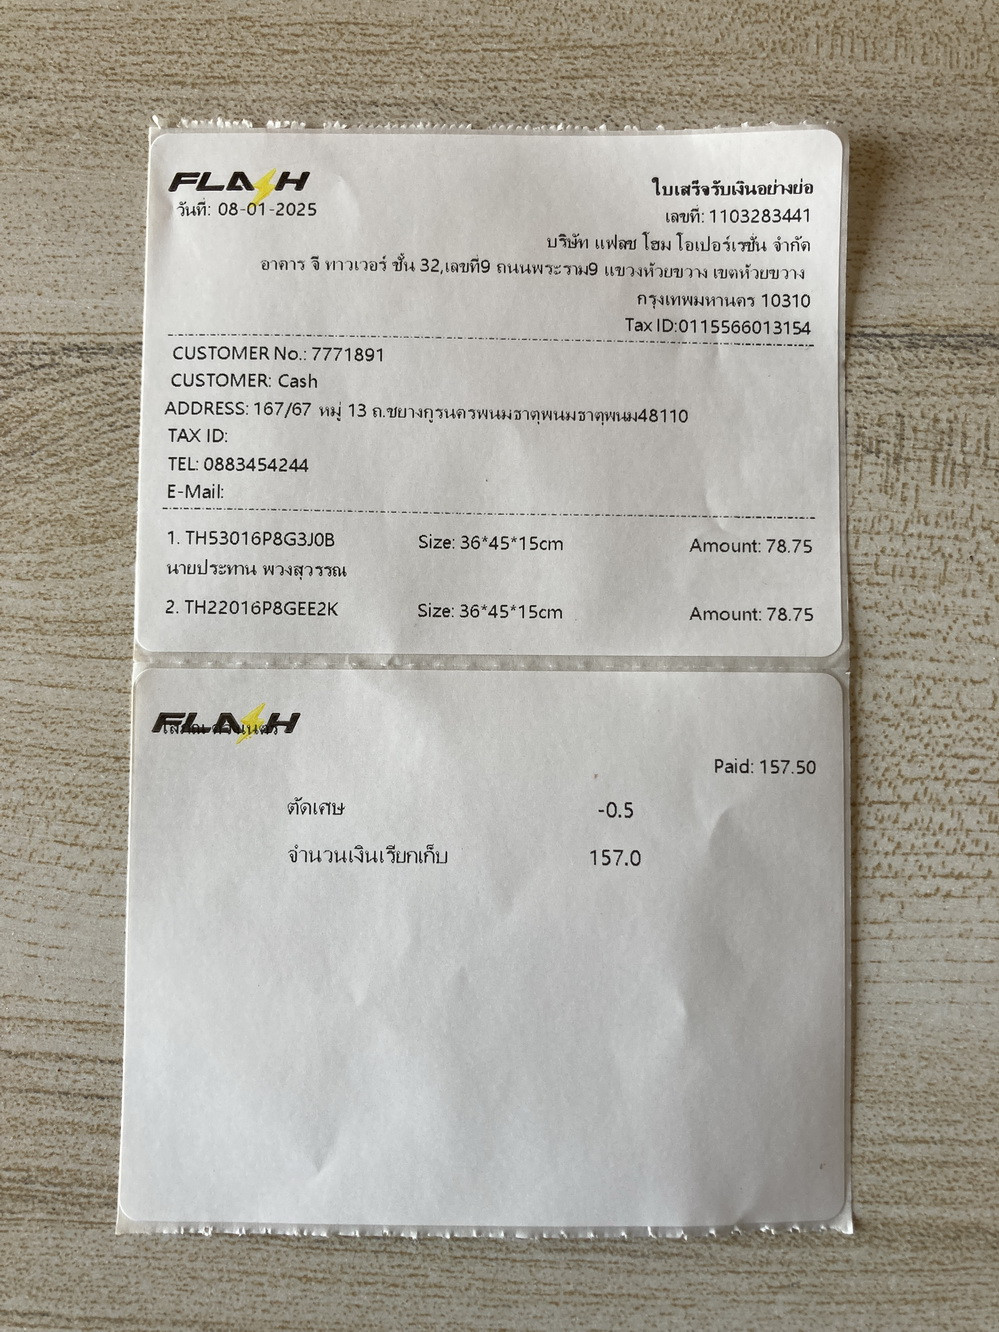 FLASH
วันที่: 08-01-2025
ใบเสร็จรับเงินอย่างย่อ
เลขที่: 1103283441
บริษัท แฟลช โฮม โอเปอร์เรชั่น จำกัด
อาคาร จี ทาวเวอร์ ชั้น 32,เลขที่9 ถนนพระราม9 แขวงห้วยขวาง เขตห้วยขวาง
กรุงเทพมหานคร 10310
Tax ID:0115566013154
CUSTOMER No.: 7771891
CUSTOMER: Cash
ADDRESS: 167/67 หมู่ 13 ถ.ชยางกูรนครพนมธาตุพนมธาตุพนม48110
TAX ID:
TEL: 0883454244
E-Mail:
1. TH53016P8G3J0B Size: 36*45*15cm Amount: 78.75
นายประทาน พวงสุวรรณ
2. TH22016P8GEE2K Size: 36*45*15cm Amount: 78.75
FLASH
Paid: 157.50
ตัดเศษ -0.5
จำนวนเงินเรียกเก็บ 157.0